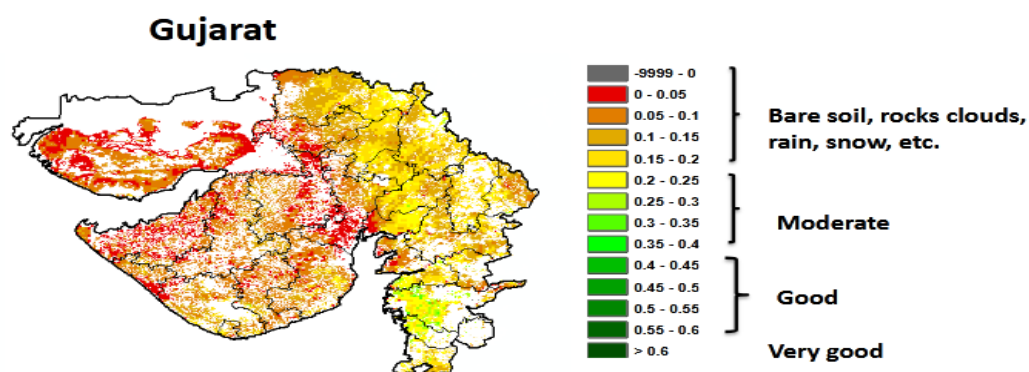 Gujarat
-9999 - 0
0 - 0.05
0.05 - 0.1
0.1 - 0.15
0.15 - 0.2
0.2 - 0.25
0.25 - 0.3
0.3 - 0.35
0.35 - 0.4
0.4 - 0.45
0.45 - 0.5
0.5 - 0.55
0.55 - 0.6
> 0.6
Bare soil, rocks clouds,
rain, snow, etc.
Moderate
Good
Very good